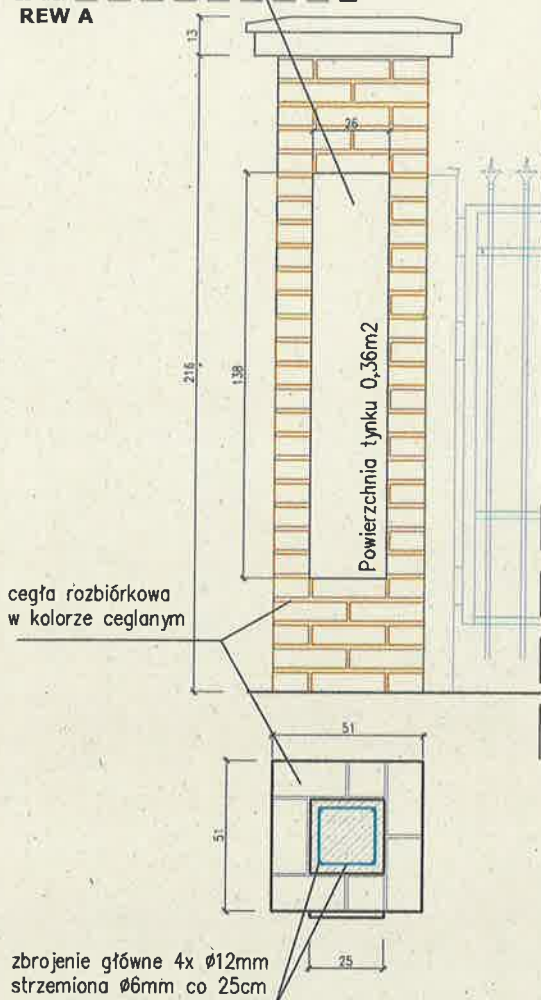 REW A
13
26
216
138
Powierzchnia tynku 0,36m2
cegła rozbiórkowa
w kolorze ceglanym
51
51
25
zbrojenie główne 4x ø12mm
strzemiona ø6mm co 25cm